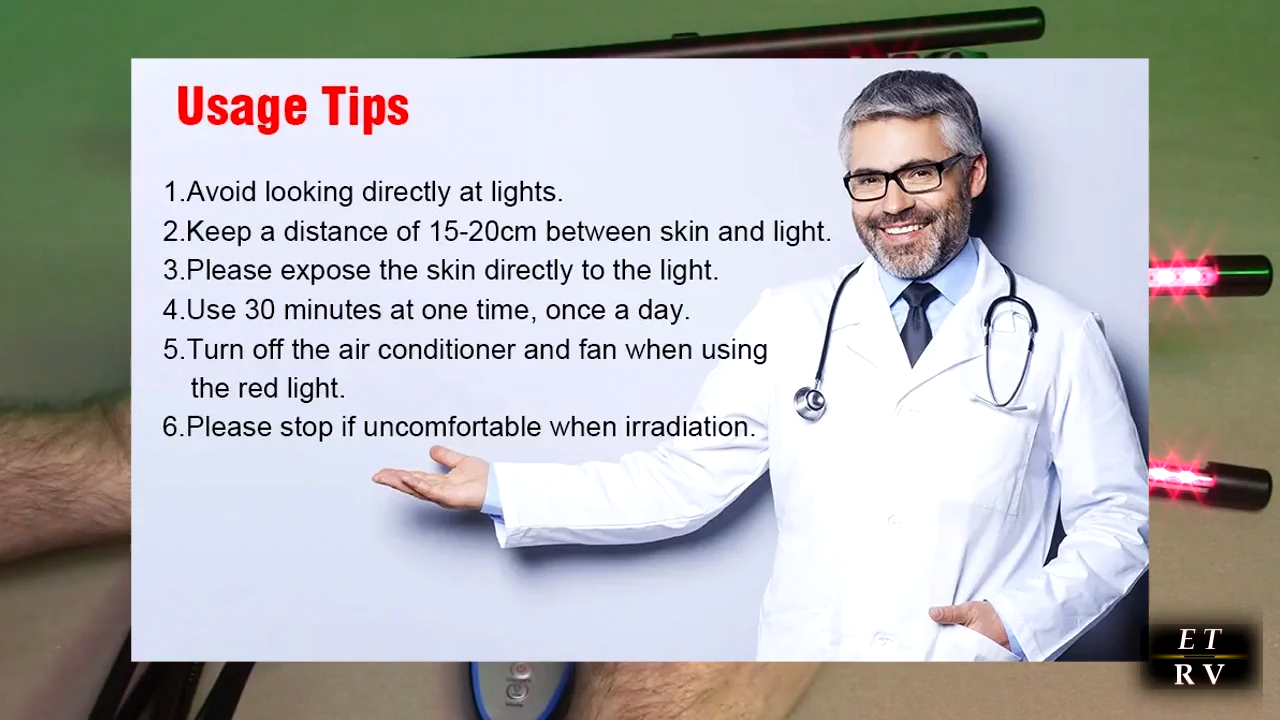 Usage Tips
1.Avoid looking directly at lights.
2.Keep a distance of 15-20cm between skin and light.
3.Please expose the skin directly to the light.
4.Use 30 minutes at one time, once a day.
5.Turn off the air conditioner and fan when using
the red light.
6.Please stop if uncomfortable when irradiation.
E T
R V